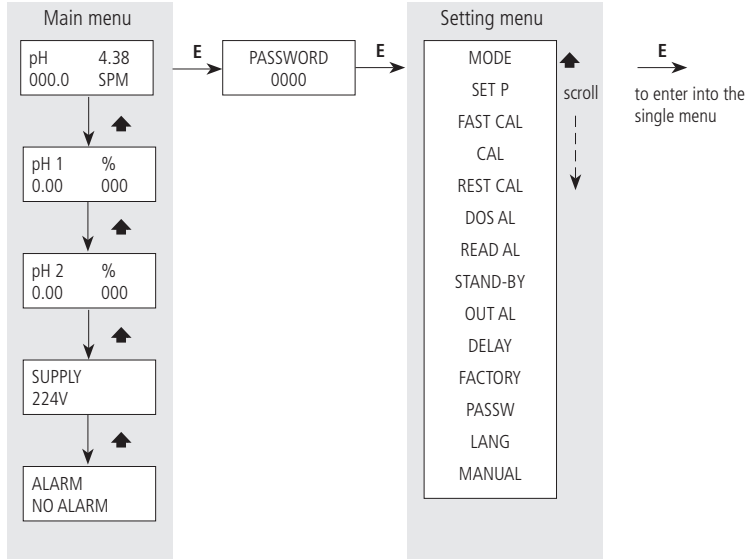 Main menu
pH 4.38
000.0 SPM
pH 1 %
0.00 000
pH 2 %
0.00 000
SUPPLY
224V
ALARM
NO ALARM
E
PASSWORD
0000
E
Setting menu
MODE
SET P
FAST CAL
CAL
REST CAL
DOS AL
READ AL
STAND-BY
OUT AL
DELAY
FACTORY
PASSW
LANG
MANUAL
scroll
E
to enter into the
single menu